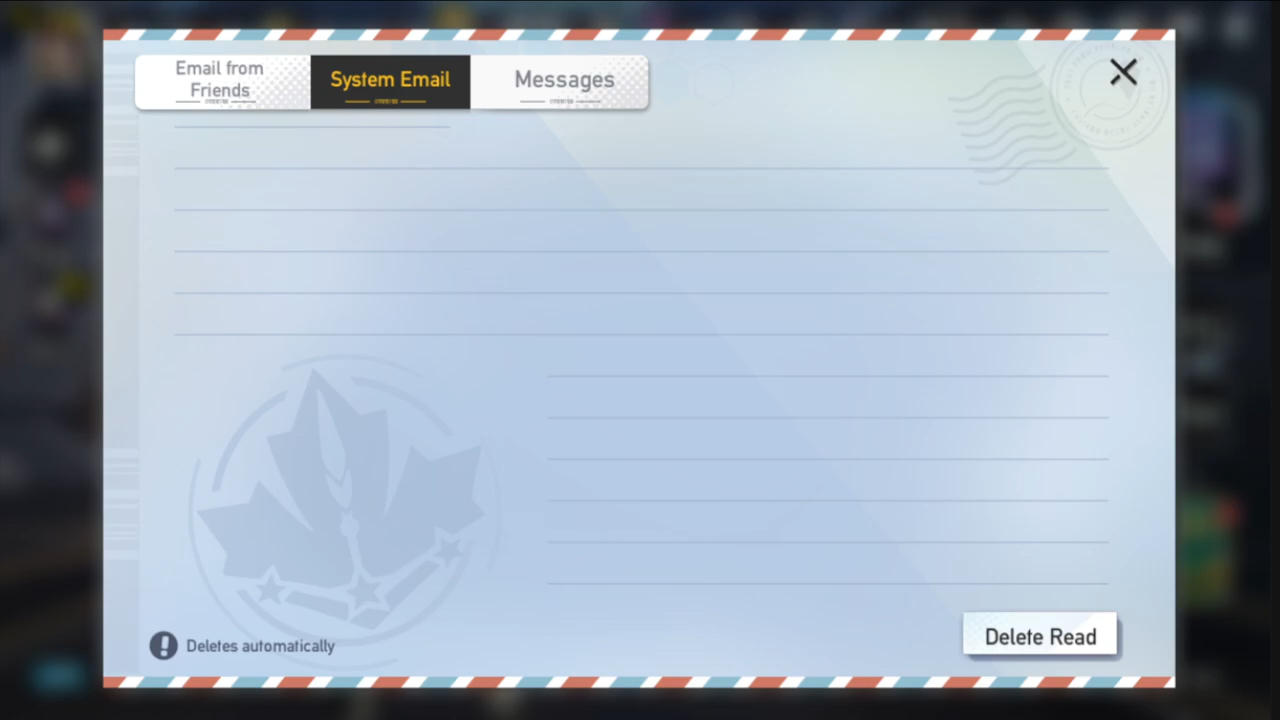 Email from
Friends
System Email
Messages
Deletes automatically
Delete Read